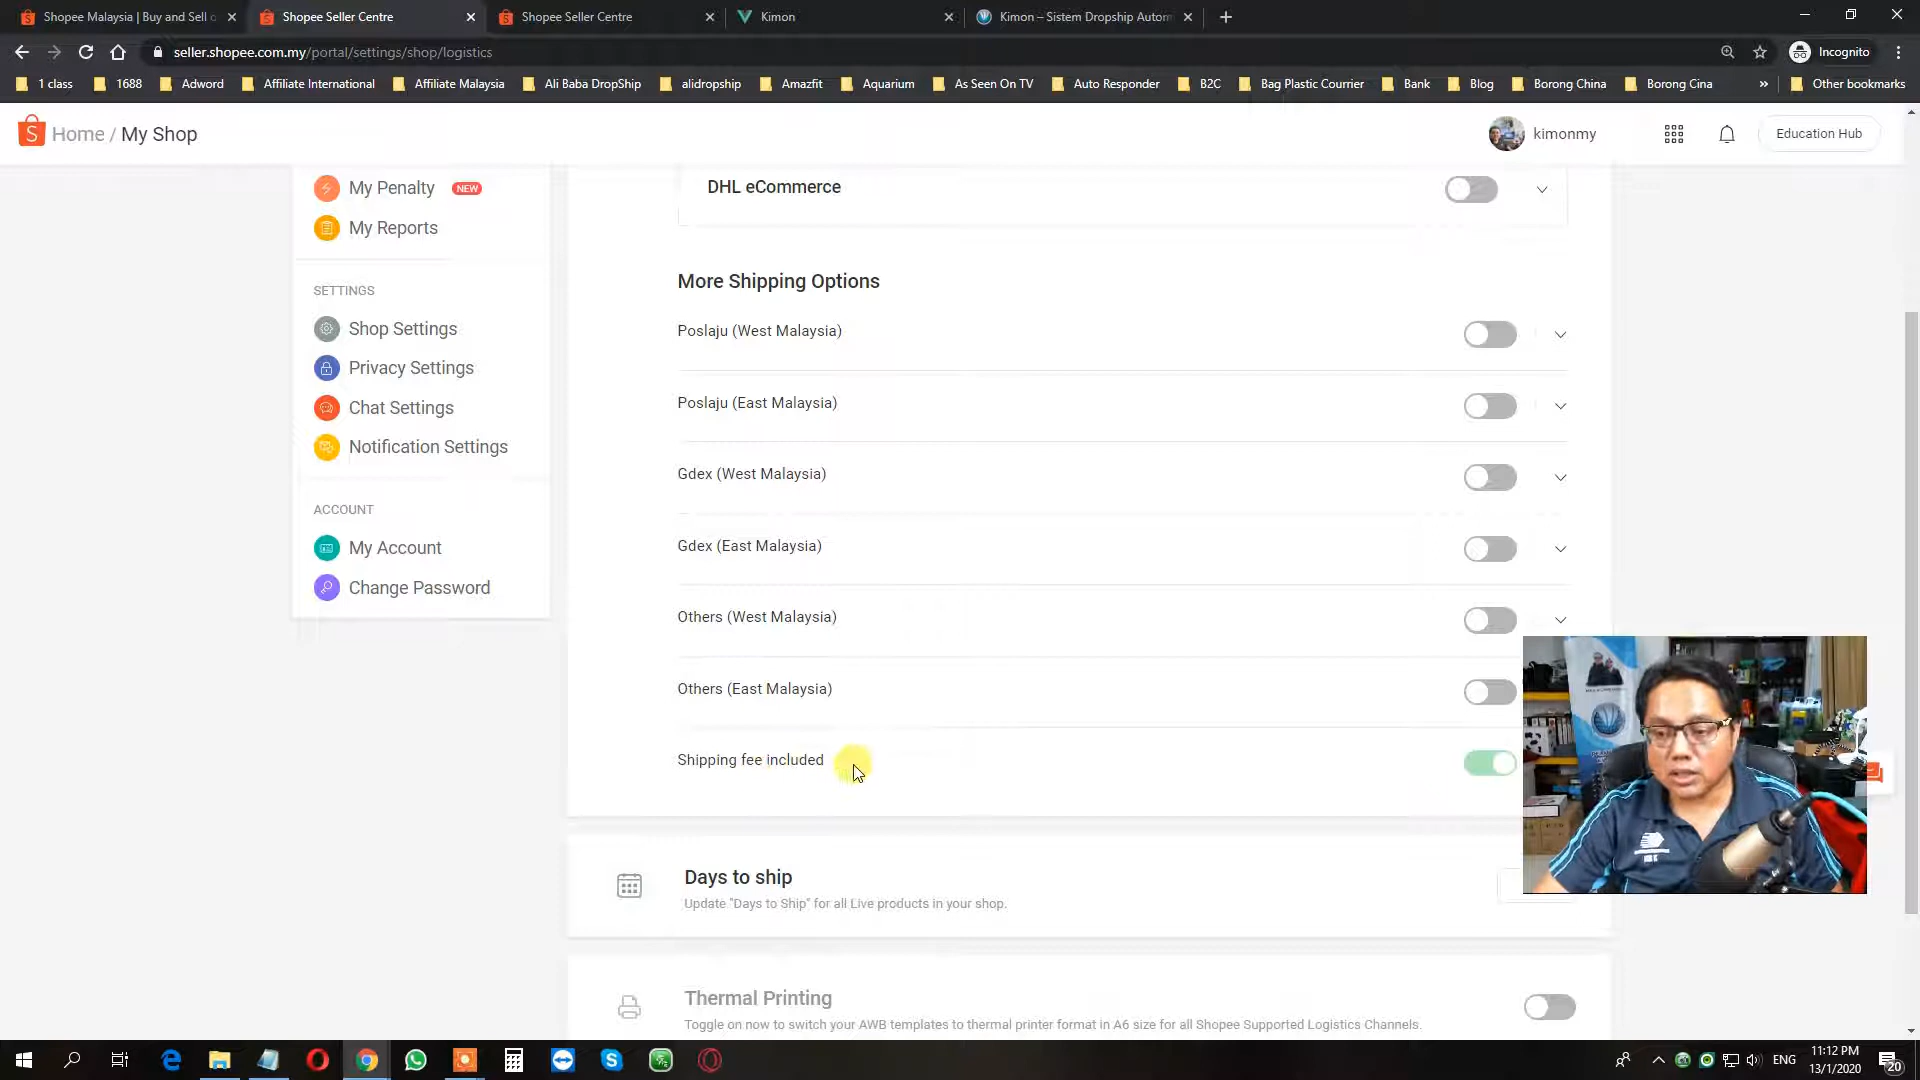 Shopee Malaysia | Buy and Sell o
Shopee Seller Centre
Shopee Seller Centre
Kimon
Kimon – Sistem Dropship Autom
seller.shopee.com.my/portal/settings/shop/logistics
Incognito
1 class
1688
Adword
Affiliate International
Affiliate Malaysia
Ali Baba DropShip
alidropship
Amazfit
Aquarium
As Seen On TV
Auto Responder
B2C
Bag Plastic Courrier
Bank
Blog
Borong China
Borong Cina
»
Other bookmarks
Home / My Shop
kimonmy
Education Hub
My Penalty NEW
My Reports
SETTINGS
Shop Settings
Privacy Settings
Chat Settings
Notification Settings
ACCOUNT
My Account
Change Password
DHL eCommerce
More Shipping Options
Poslaju (West Malaysia)
Poslaju (East Malaysia)
Gdex (West Malaysia)
Gdex (East Malaysia)
Others (West Malaysia)
Others (East Malaysia)
Shipping fee included
Days to ship
Update "Days to Ship" for all Live products in your shop.
Thermal Printing
Toggle on now to switch your AWB templates to thermal printer format in A6 size for all Shopee Supported Logistics Channels.
ENG
11:12 PM
13/1/2020
20